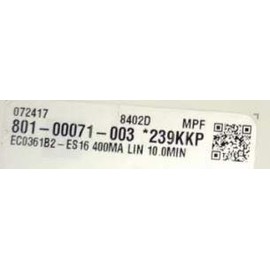 072417 8402D MPF
801-00071-003 *239KKP
EC0361B2-ES16 400MA LIN 10.0MIN